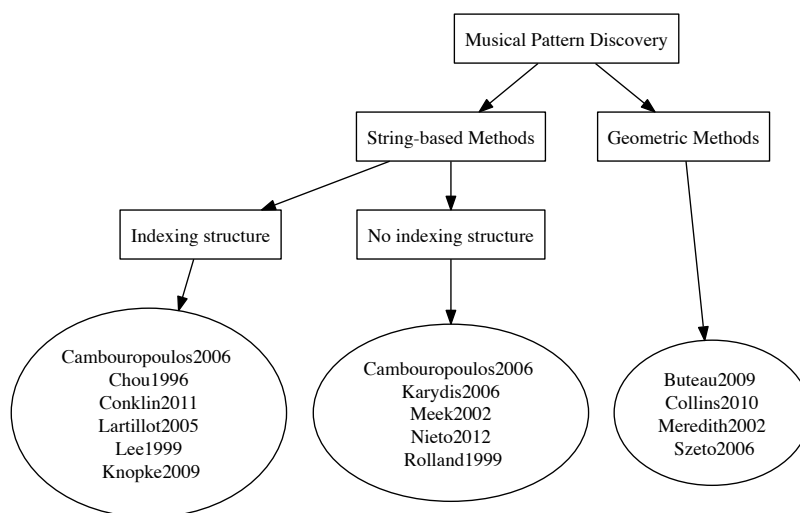 Musical Pattern Discovery
String-based Methods
Geometric Methods
Indexing structure
No indexing structure
Cambouropoulos2006
Chou1996
Conklin2011
Lartillot2005
Lee1999
Knopke2009
Cambouropoulos2006
Karydis2006
Meek2002
Nieto2012
Rolland1999
Buteau2009
Collins2010
Meredith2002
Szeto2006